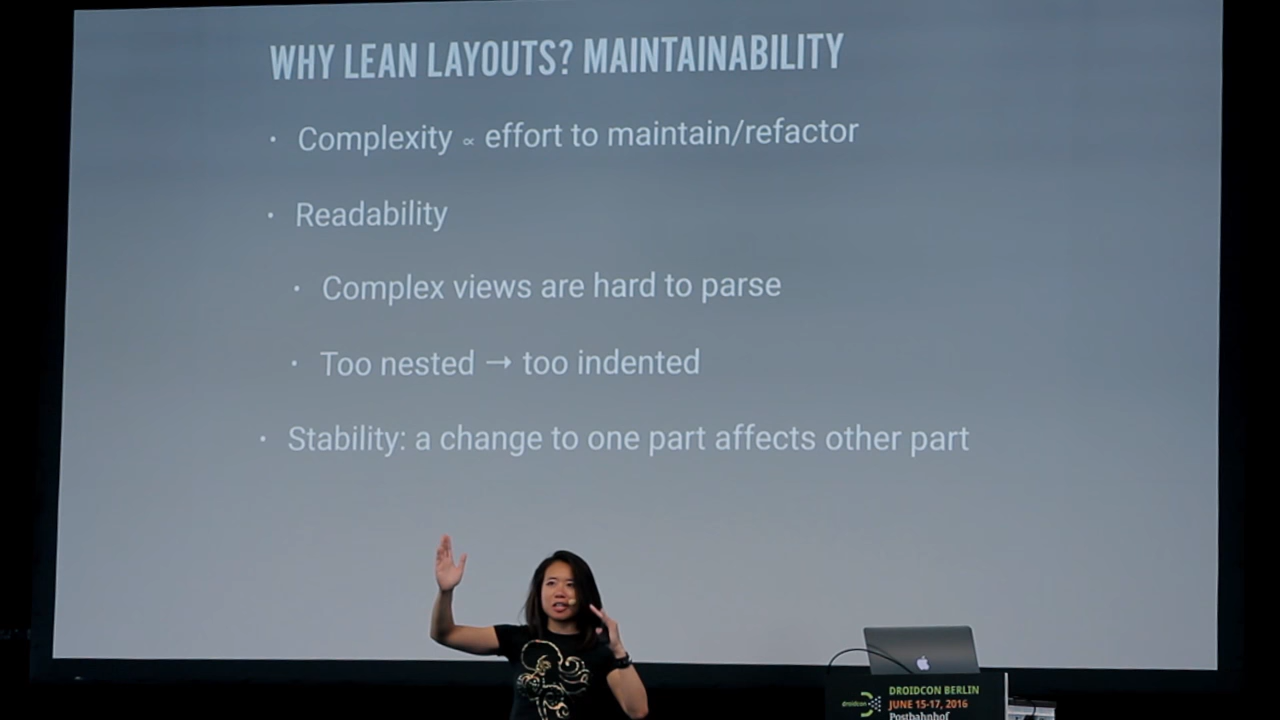 WHY LEAN LAYOUTS? MAINTAINABILITY
· Complexity ∝ effort to maintain/refactor
· Readability
· Complex views are hard to parse
· Too nested → too indented
· Stability: a change to one part affects other part
droidcon
DROIDCON BERLIN
JUNE 15-17, 2016
Postbahnhof